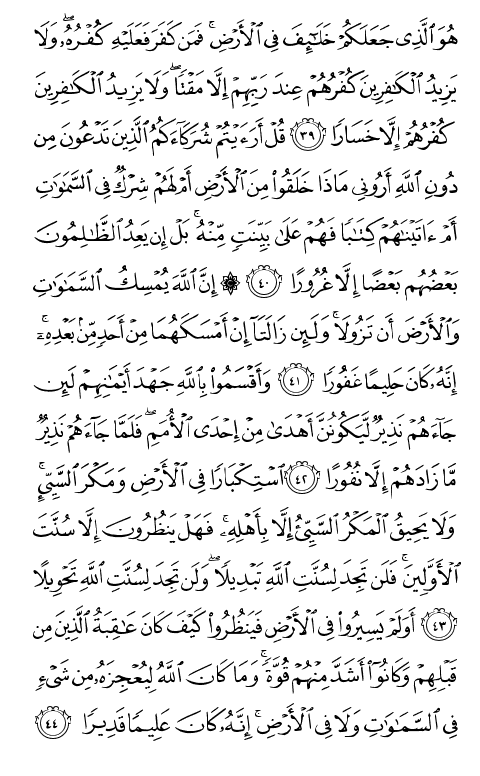 هُوَ ٱلَّذِى جَعَلَكُمْ خَلَـٰٓئِفَ فِى ٱلْأَرْضِ ۚ فَمَن كَفَرَ فَعَلَيْهِ كُفْرُهُۥ ۖ وَلَا
يَزِيدُ ٱلْكَـٰفِرِينَ كُفْرُهُمْ عِندَ رَبِّهِمْ إِلَّا مَقْتًا ۖ وَلَا يَزِيدُ ٱلْكَـٰفِرِينَ
كُفْرُهُمْ إِلَّا خَسَارًا ﴿٣٩﴾ قُلْ أَرَءَيْتُمْ شُرَكَآءَكُمُ ٱلَّذِينَ تَدْعُونَ مِن
دُونِ ٱللَّهِ أَرُونِى مَاذَا خَلَقُوا۟ مِنَ ٱلْأَرْضِ أَمْ لَهُمْ شِرْكٌ فِى ٱلسَّمَـٰوَٰتِ
أَمْ ءَاتَيْنَـٰهُمْ كِتَـٰبًا فَهُمْ عَلَىٰ بَيِّنَتٍ مِّنْهُ ۚ بَلْ إِن يَعِدُ ٱلظَّـٰلِمُونَ
بَعْضُهُم بَعْضًا إِلَّا غُرُورًا ﴿٤٠﴾ ۞ إِنَّ ٱللَّهَ يُمْسِكُ ٱلسَّمَـٰوَٰتِ
وَٱلْأَرْضَ أَن تَزُولَا ۚ وَلَئِن زَالَتَآ إِنْ أَمْسَكَهُمَا مِنْ أَحَدٍ مِّنۢ بَعْدِهِۦٓ ۚ
إِنَّهُۥ كَانَ حَلِيمًا غَفُورًا ﴿٤١﴾ وَأَقْسَمُوا۟ بِٱللَّهِ جَهْدَ أَيْمَـٰنِهِمْ لَئِن
جَآءَهُمْ نَذِيرٌ لَّيَكُونُنَّ أَهْدَىٰ مِنْ إِحْدَى ٱلْأُمَمِ ۖ فَلَمَّا جَآءَهُمْ نَذِيرٌ
مَّا زَادَهُمْ إِلَّا نُفُورًا ﴿٤٢﴾ ٱسْتِكْبَارًا فِى ٱلْأَرْضِ وَمَكْرَ ٱلسَّيِّئِ ۚ
وَلَا يَحِيقُ ٱلْمَكْرُ ٱلسَّيِّئُ إِلَّا بِأَهْلِهِۦ ۚ فَهَلْ يَنظُرُونَ إِلَّا سُنَّتَ
ٱلْأَوَّلِينَ ۚ فَلَن تَجِدَ لِسُنَّتِ ٱللَّهِ تَبْدِيلًا ۖ وَلَن تَجِدَ لِسُنَّتِ ٱللَّهِ تَحْوِيلًا
﴿٤٣﴾ أَوَلَمْ يَسِيرُوا۟ فِى ٱلْأَرْضِ فَيَنظُرُوا۟ كَيْفَ كَانَ عَـٰقِبَةُ ٱلَّذِينَ مِن
قَبْلِهِمْ وَكَانُوٓا۟ أَشَدَّ مِنْهُمْ قُوَّةً ۚ وَمَا كَانَ ٱللَّهُ لِيُعْجِزَهُۥ مِن شَىْءٍ
فِى ٱلسَّمَـٰوَٰتِ وَلَا فِى ٱلْأَرْضِ ۚ إِنَّهُۥ كَانَ عَلِيمًا قَدِيرًا ﴿٤٤﴾